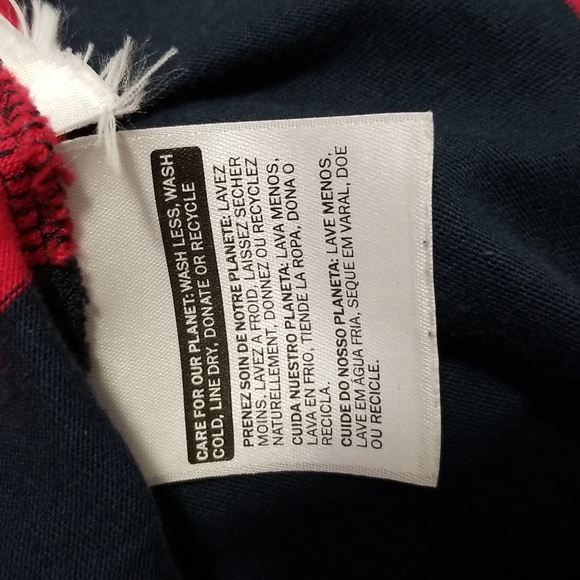 CARE FOR OUR PLANET: WASH LESS, WASH
COLD, LINE DRY, DONATE OR RECYCLE
PRENEZ SOIN DE NOTRE PLANETE: LAVEZ
MOINS, LAVEZ A FROID, LAISSEZ SECHER
NATURELLEMENT, DONNEZ OU RECYCLEZ
CUIDA NUESTRO PLANETA: LAVA MENOS,
LAVA EN FRIO, TIENDE LA ROPA, DONA O
RECICLA.
CUIDE DO NOSSO PLANETA: LAVE MENOS,
LAVE EM ÁGUA FRIA, SEQUE EM VARAL, DOE
OU RECICLE.